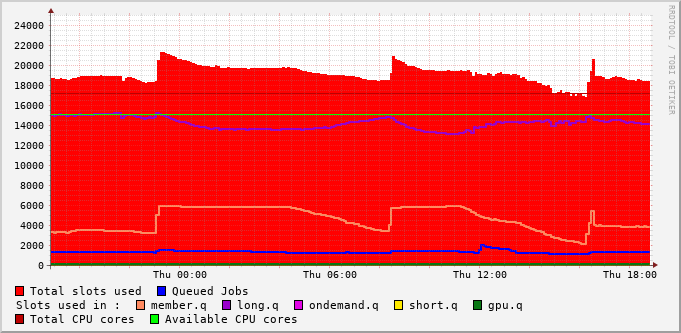 RRDTOOL / TOBI OETIKER
24000
22000
20000
18000
16000
14000
12000
10000
8000
6000
4000
2000
0
Thu 00:00 Thu 06:00 Thu 12:00 Thu 18:00
Total slots used Queued Jobs
Slots used in : member.q long.q ondemand.q short.q gpu.q
Total CPU cores Available CPU cores